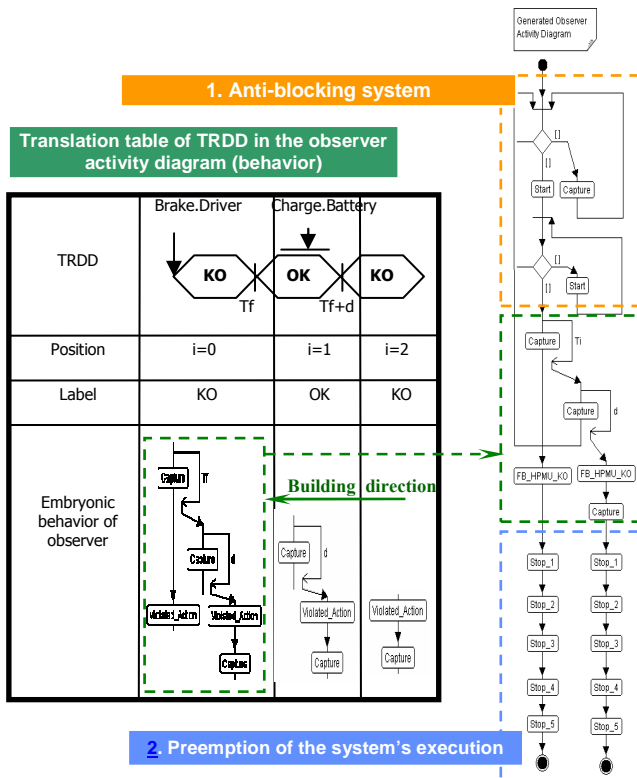 Generated Observer
Activity Diagram
1. Anti-blocking system
Translation table of TRDD in the observer
activity diagram (behavior)
[]
[]
Start
Capture
[]
[]
Start
Brake.Driver
Charge.Battery
TRDD
KO
OK
KO
Tf
Tf+d
Position
i=0
i=1
i=2
Label
KO
OK
KO
Embryonic
behavior of
observer
Capture
Tf
Capture
d
Violated_Action
Violated_Action
Capture
Building direction
Capture
d
Violated_Action
Capture
Violated_Action
Capture
Capture
Ti
Capture
d
FB_HPMU_KO
FB_HPMU_KO
Capture
Stop_1
Stop_1
Stop_2
Stop_2
Stop_3
Stop_3
Stop_4
Stop_4
Stop_5
Stop_5
2. Preemption of the system's execution